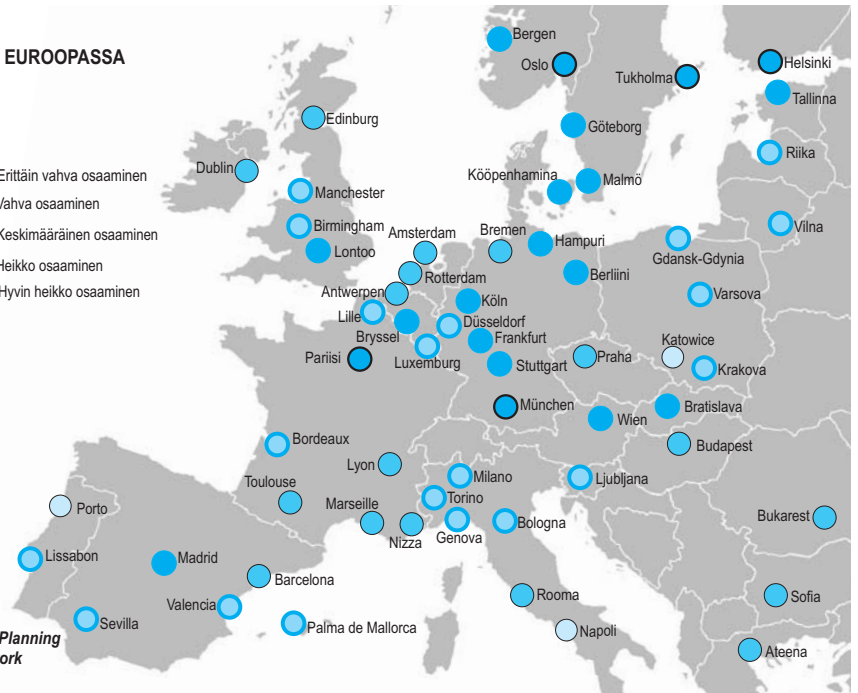 EUROOPASSA
Erittäin vahva osaaminen
Vahva osaaminen
Keskimääräinen osaaminen
Heikko osaaminen
Hyvin heikko osaaminen
Bergen
Oslo
Tukholma
Helsinki
Tallinna
Göteborg
Edinburg
Riika
Dublin
Kööpenhamina
Malmö
Manchester
Birmingham
Vilna
Amsterdam
Bremen
Hampuri
Lontoo
Gdansk-Gdynia
Rotterdam
Berliini
Antwerpen
Varsova
Köln
Lille
Düsseldorf
Bryssel
Frankfurt
Katowice
Pariisi
Luxemburg
Praha
Stuttgart
Krakova
München
Bratislava
Wien
Bordeaux
Budapest
Lyon
Milano
Ljubljana
Toulouse
Torino
Marseille
Porto
Nizza
Genova
Bologna
Bukarest
Lissabon
Madrid
Barcelona
Rooma
Sofia
Valencia
Sevilla
Palma de Mallorca
Napoli
Planning
ork
Ateena